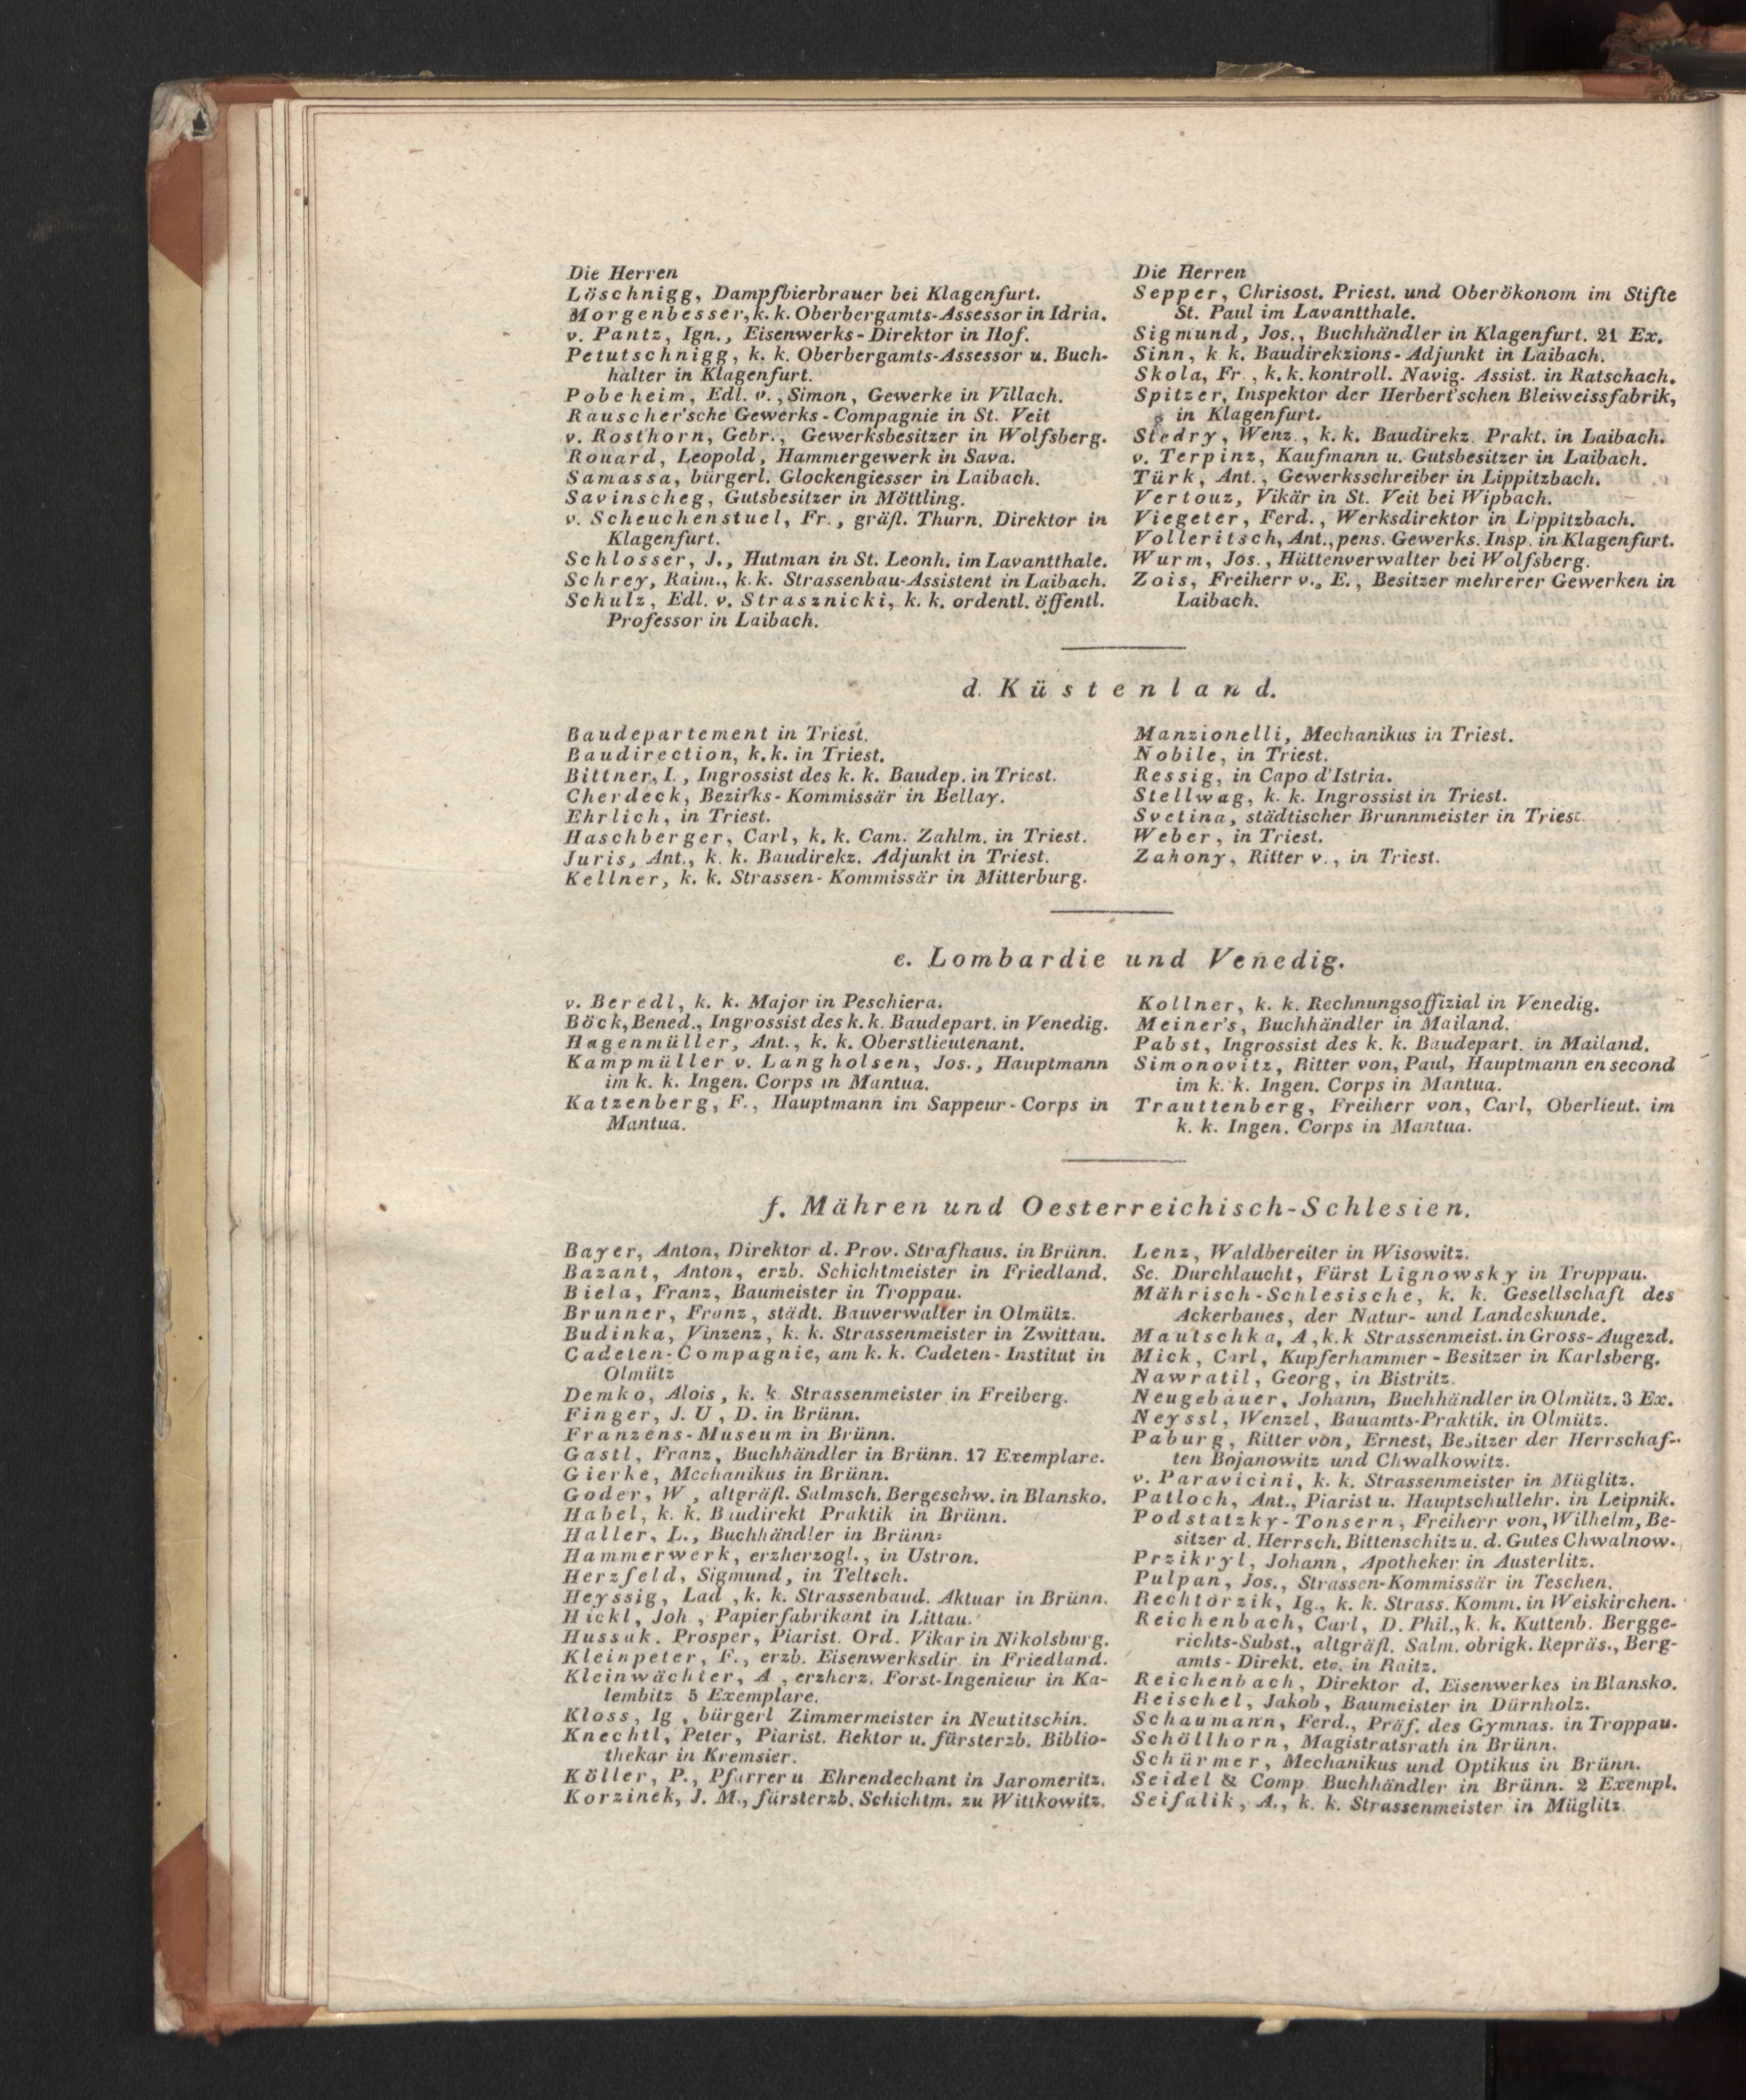 Die Herren
Löschnigg, Dampfbierbrauer bei Klagenfurt.
Morgenbesser, k. k. Oberbergamts-Assessor in Idria.
v. Pantz, Ign., Eisenwerks-Direktor in Hof.
Petutschnigg, k. k. Oberbergamts-Assessor u. Buch-
halter in Klagenfurt.
Pobeheim, Edl. v., Simon, Gewerke in Villach.
Rauscher'sche Gewerks-Compagnie in St. Veit
v. Rosthorn, Gebr., Gewerksbesitzer in Wolfsberg.
Rouard, Leopold, Hammergewerk in Sava.
Samassa, bürgerl. Glockengiesser in Laibach.
Savinscheg, Gutsbesitzer in Möttling.
v. Scheuchenstuel, Fr., gräfl. Thurn. Direktor in
Klagenfurt.
Schlosser, J., Hutman in St. Leonh. im Lavantthale.
Schrey, Raim., k. k. Strassenbau-Assistent in Laibach.
Schulz, Edl. v. Strasznicki, k. k. ordentl. öffentl.
Professor in Laibach.
Die Herren
Sepper, Chrisost. Priest. und Oberökonom im Stifte
St. Paul im Lavantthale.
Sigmund, Jos., Buchhändler in Klagenfurt. 21 Ex.
Sinn, k. k. Baudirekzions-Adjunkt in Laibach.
Skola, Fr., k. k. kontroll. Navig. Assist. in Ratschach.
Spitzer, Inspektor der Herbert'schen Bleiweissfabrik,
in Klagenfurt.
Stedry, Wenz., k. k. Baudirekz. Prakt. in Laibach.
v. Terpinz, Kaufmann u. Gutsbesitzer in Laibach.
Türk, Ant., Gewerksschreiber in Lippitzbach.
Vertouz, Vikär in St. Veit bei Wipbach.
Viegeter, Ferd., Werksdirektor in Lippitzbach.
Volleritsch, Ant., pens. Gewerks. Insp. in Klagenfurt.
Wurm, Jos., Hüttenverwalter bei Wolfsberg.
Zois, Freiherr v., E., Besitzer mehrerer Gewerken in
Laibach.
d. Küstenland.
Baudepartement in Triest.
Baudirection, k. k. in Triest.
Bittner, I., Ingrossist des k. k. Baudep. in Triest.
Cherdeck, Bezirks-Kommissär in Bellay.
Ehrlich, in Triest.
Haschberger, Carl, k. k. Cam. Zahlm. in Triest.
Juris, Ant., k. k. Baudirekz. Adjunkt in Triest.
Kellner, k. k. Strassen-Kommissär in Mitterburg.
Manzionelli, Mechanikus in Triest.
Nobile, in Triest.
Ressig, in Capo d'Istria.
Stellwag, k. k. Ingrossist in Triest.
Svetina, städtischer Brunnmeister in Triest.
Weber, in Triest.
Zahony, Ritter v., in Triest.
e. Lombardie und Venedig.
v. Beredl, k. k. Major in Peschiera.
Böck, Bened., Ingrossist des k. k. Baudepart. in Venedig.
Hagenmüller, Ant., k. k. Oberstlieutenant.
Kampmüller v. Langholsen, Jos., Hauptmann
im k. k. Ingen. Corps in Mantua.
Katzenberg, F., Hauptmann im Sappeur-Corps in
Mantua.
Kollner, k. k. Rechnungsoffizial in Venedig.
Meiner's, Buchhändler in Mailand.
Pabst, Ingrossist des k. k. Baudepart. in Mailand.
Simonovitz, Ritter von, Paul, Hauptmann en second
im k. k. Ingen. Corps in Mantua.
Trauttenberg, Freiherr von, Carl, Oberlieut. im
k. k. Ingen. Corps in Mantua.
f. Mähren und Oesterreichisch-Schlesien.
Bayer, Anton, Direktor d. Prov. Strafhaus. in Brünn.
Bazant, Anton, erzb. Schichtmeister in Friedland.
Biela, Franz, Baumeister in Troppau.
Brunner, Franz, städt. Bauverwalter in Olmütz.
Budinka, Vinzenz, k. k. Strassenmeister in Zwittau.
Cadeten-Compagnie, am k. k. Cadeten-Institut in
Olmütz
Demko, Alois, k. k. Strassenmeister in Freiberg.
Finger, J. U, D. in Brünn.
Franzens-Museum in Brünn.
Gastl, Franz, Buchhändler in Brünn. 17 Exemplare.
Gierke, Mechanikus in Brünn.
Goder, W, altgräfl. Salmsch. Bergeschw. in Blansko.
Habel, k. k. Baudirekt Praktik in Brünn.
Haller, L., Buchhändler in Brünn.
Hammerwerk, erzherzogl., in Ustron.
Herzfeld, Sigmund, in Teltsch.
Heyssig, Lad, k. k. Strassenbaud. Aktuar in Brünn.
Hickl, Joh, Papierfabrikant in Littau.
Hussak. Prosper, Piarist. Ord. Vikar in Nikolsburg.
Kleinpeter, F., erzb. Eisenwerksdir. in Friedland.
Kleinwächter, A, erzherz. Forst-Ingenieur in Ka-
lembitz 5 Exemplare.
Kloss, Ig, bürgerl Zimmermeister in Neutitschin.
Knechtl, Peter, Piarist. Rektor u. fürsterzb. Biblio-
thekar in Kremsier.
Köller, P., Pfarrer u Ehrendechant in Jaromeritz.
Korzinek, J. M., fürsterzb. Schichtm. zu Wittkowitz.
Lenz, Waldbereiter in Wisowitz.
Se. Durchlaucht, Fürst Lignowsky in Troppau.
Mährisch-Schlesische, k. k. Gesellschaft des
Ackerbaues, der Natur- und Landeskunde.
Mautschka, A, k.k Strassenmeist. in Gross-Augezd.
Mick, Carl, Kupferhammer-Besitzer in Karlsberg.
Nawratil, Georg, in Bistritz.
Neugebauer, Johann, Buchhändler in Olmütz. 3 Ex.
Neyssl, Wenzel, Bauamts-Praktik. in Olmütz.
Paburg, Ritter von, Ernest, Besitzer der Herrschaf-
ten Bojanowitz und Chwalkowitz.
v. Paravicini, k. k. Strassenmeister in Müglitz.
Patloch, Ant., Piarist u. Hauptschullehr. in Leipnik.
Podstatzky-Tonsern, Freiherr von, Wilhelm, Be-
sitzer d. Herrsch. Bittenschitz u. d. Gutes Chwalnow.
Przikryl, Johann, Apotheker in Austerlitz.
Pulpan, Jos., Strassen-Kommissär in Teschen.
Rechtorzik, Ig., k. k. Strass. Komm. in Weiskirchen.
Reichenbach, Carl, D. Phil., k. k. Kuttenb. Bergge-
richts-Subst., altgräfl. Salm. obrigk. Repräs., Berg-
amts-Direkt. etc. in Raitz.
Reichenbach, Direktor d. Eisenwerkes in Blansko.
Reischel, Jakob, Baumeister in Dürnholz.
Schaumann, Ferd., Präf. des Gymnas. in Troppau.
Schöllhorn, Magistratsrath in Brünn.
Schürmer, Mechanikus und Optikus in Brünn.
Seidel & Comp. Buchhändler in Brünn. 2 Exempl.
Seifalik, A., k. k. Strassenmeister in Müglitz.